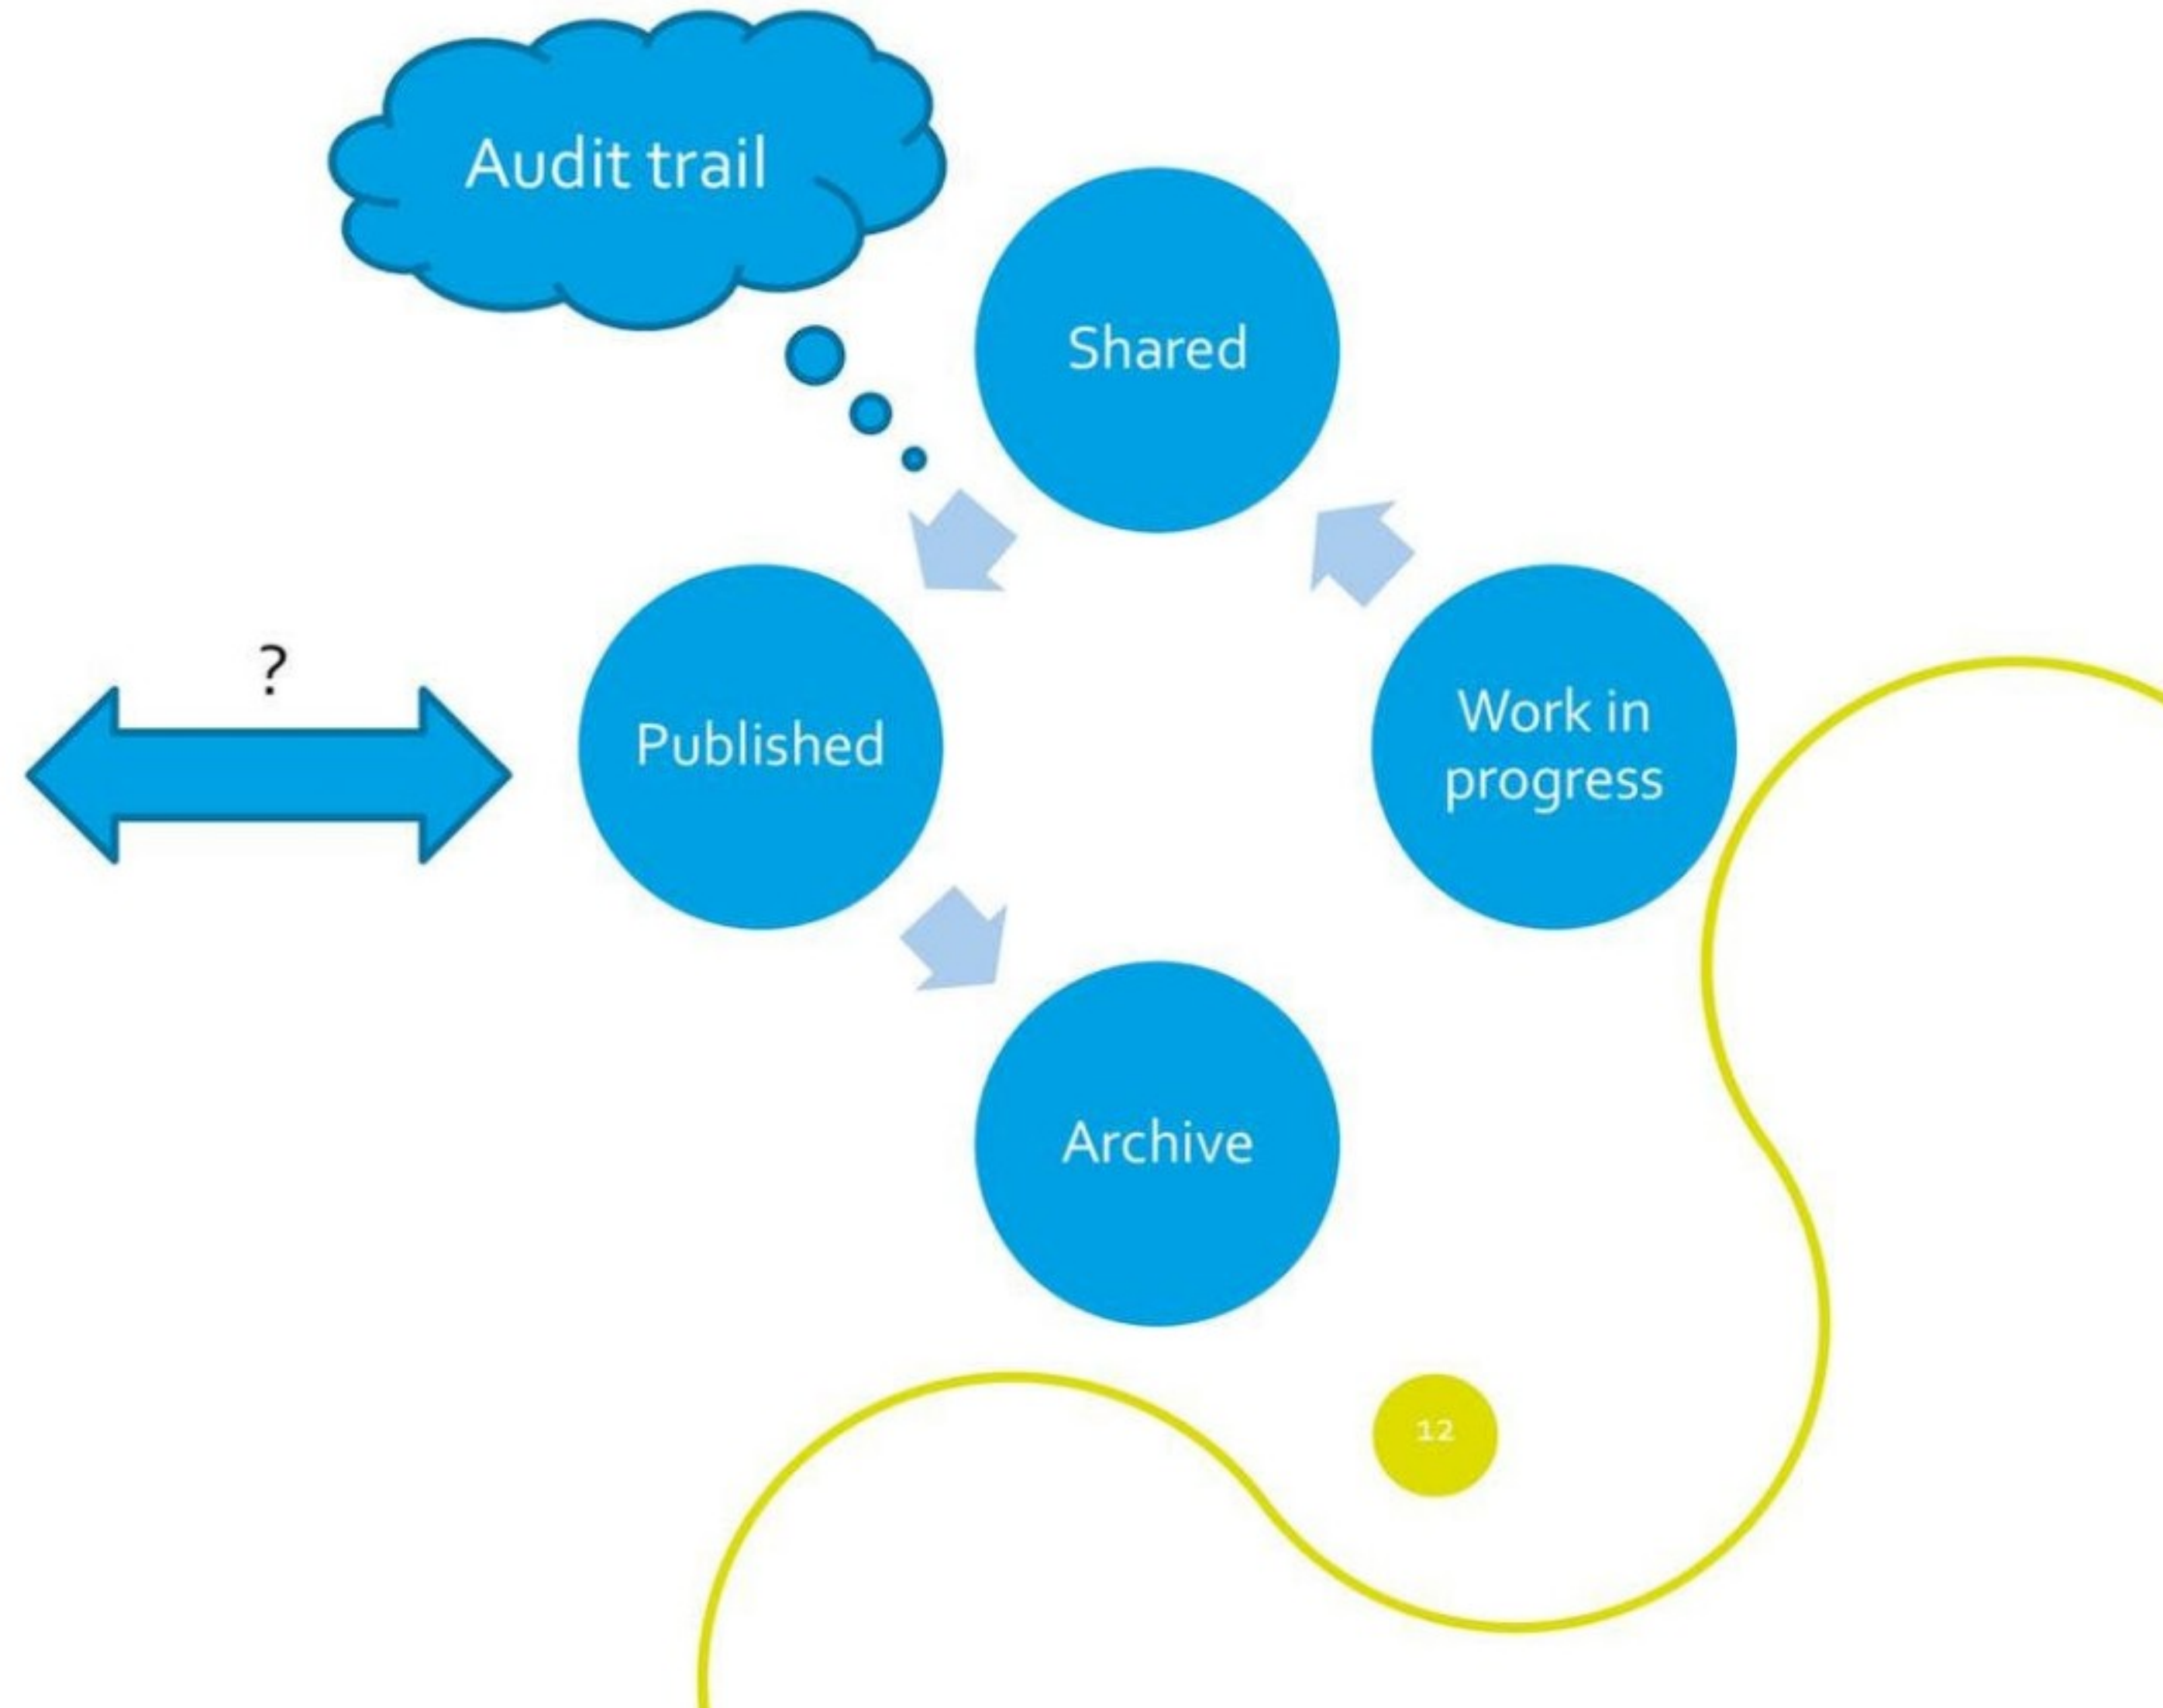 Audit trail
Shared
?
Published
Work in
progress
Archive
12